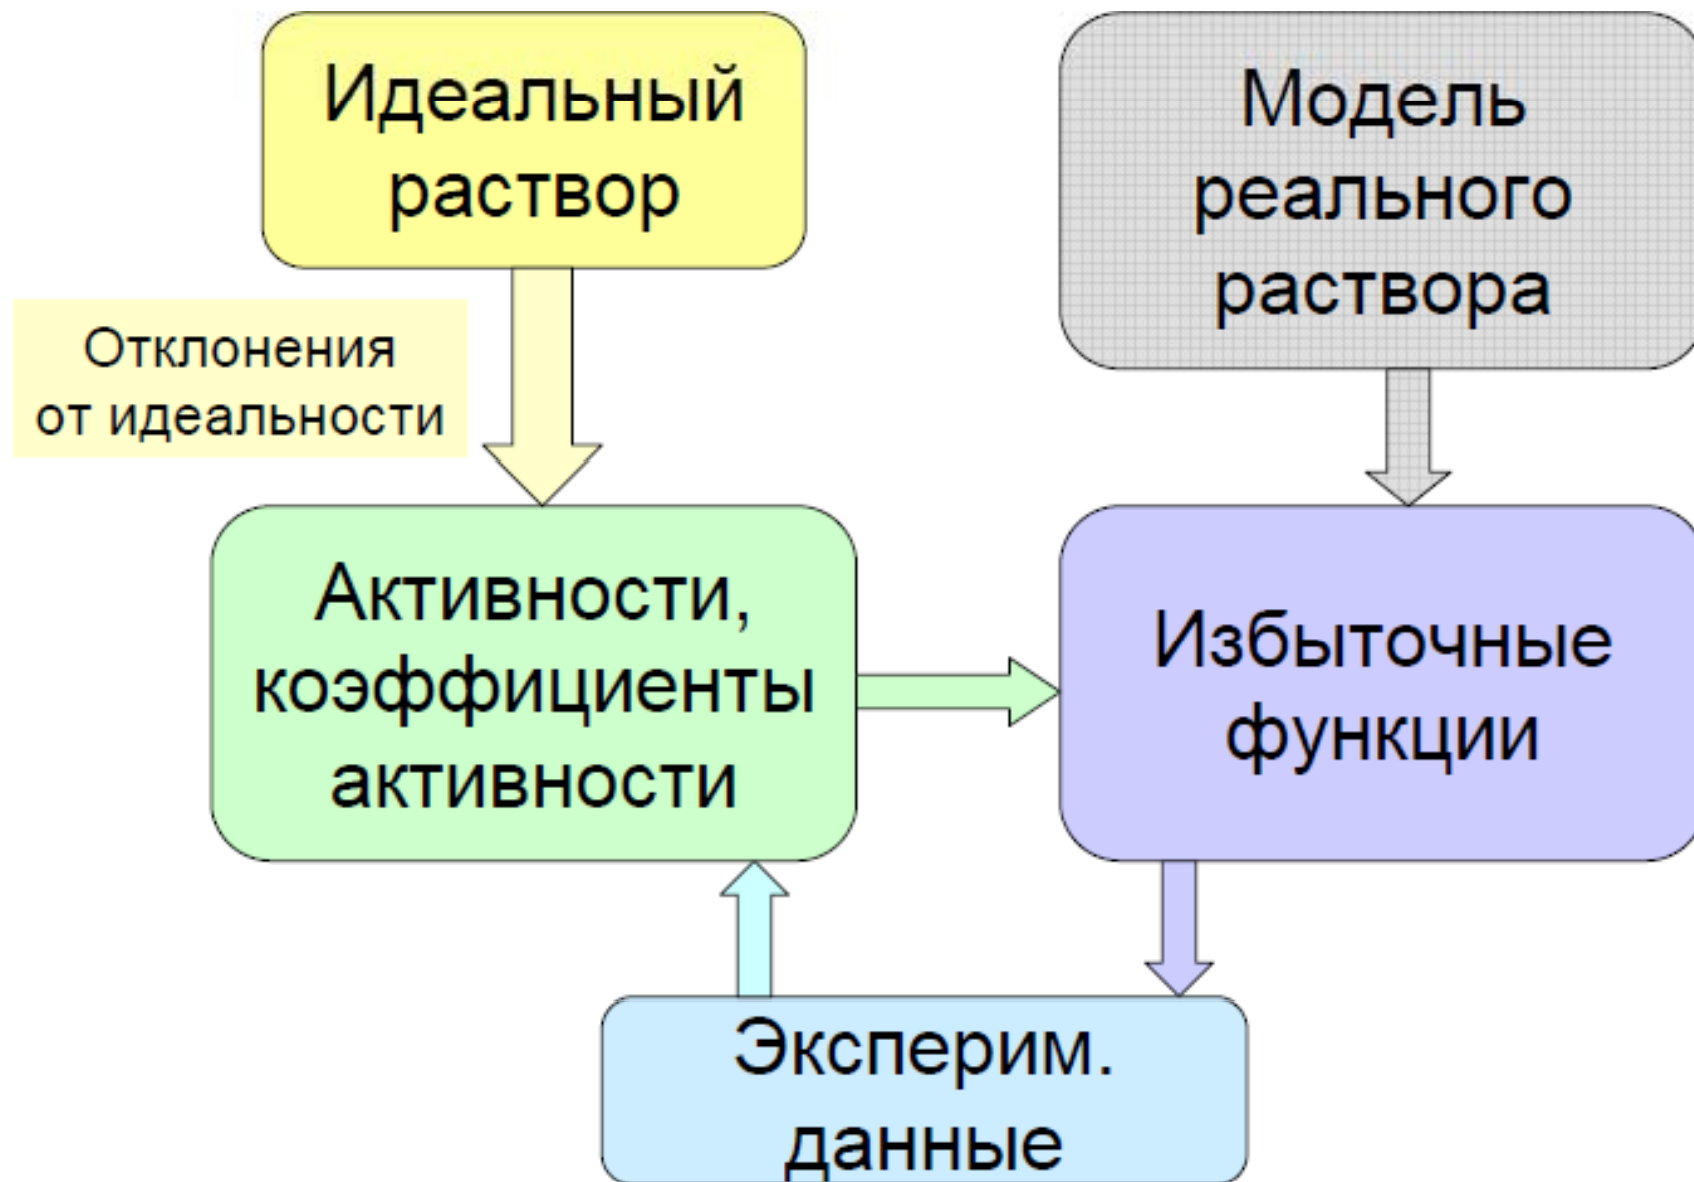 Идеальный
раствор
Модель
реального
раствора
Отклонения
от идеальности
Активности,
коэффициенты
активности
Избыточные
функции
Эксперим.
данные